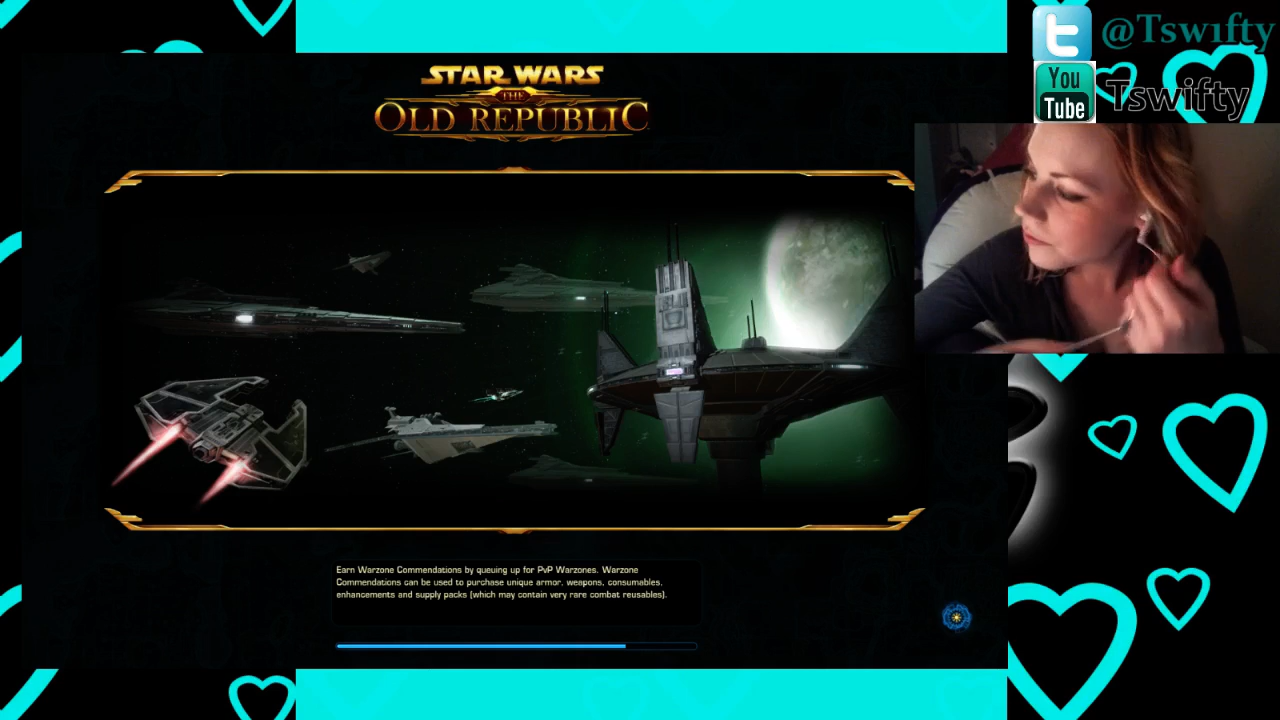 @Tsw1fty
You
Tube
Tswifty
STAR WARS
THE
OLD REPUBLIC
Earn Warzone Commendations by queuing up for PvP Warzones. Warzone
Commendations can be used to purchase unique armor, weapons, consumables,
enhancements and supply packs (which may contain very rare combat reusables).